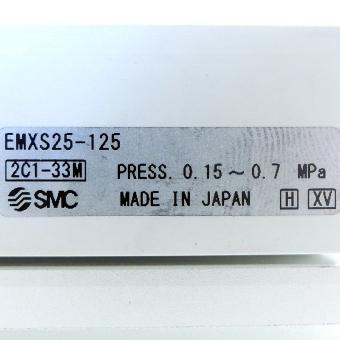 EMXS25-125
2C1-33M PRESS. 0.15～0.7 MPa
SMC MADE IN JAPAN H XV